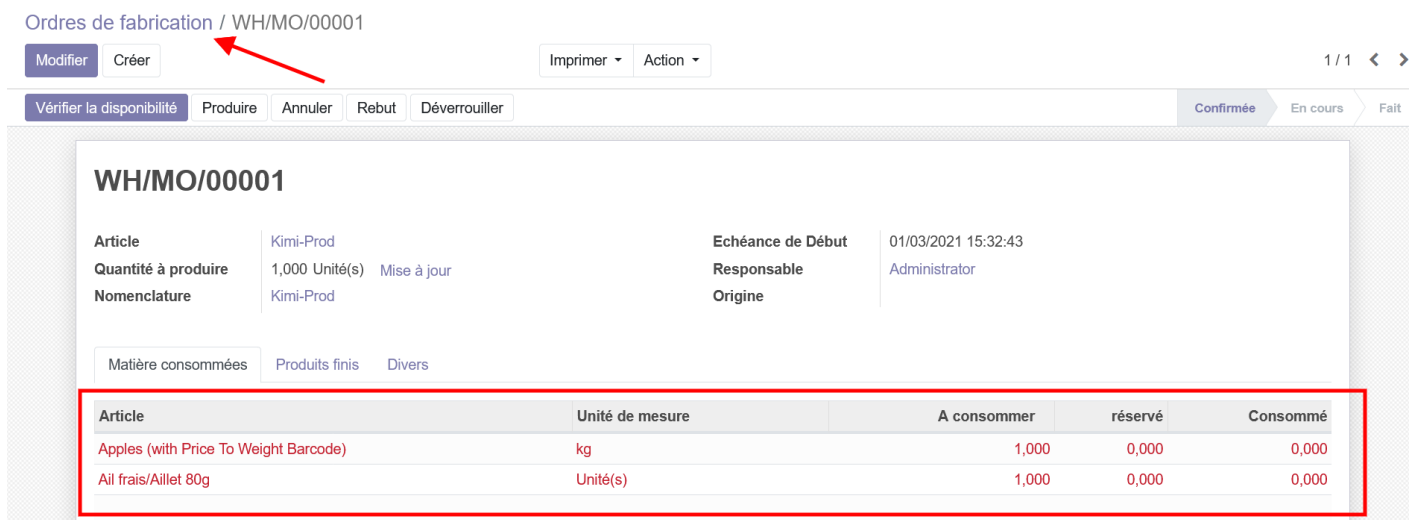 Ordres de fabrication / WH/MO/00001
Modifier Créer Imprimer Action 1 / 1
Vérifier la disponibilité Produire Annuler Rebut Déverrouiller Confirmée En cours Fait
WH/MO/00001
Article Kimi-Prod Echéance de Début 01/03/2021 15:32:43
Quantité à produire 1,000 Unité(s) Mise à jour Responsable Administrator
Nomenclature Kimi-Prod Origine
Matière consommées Produits finis Divers
Article Unité de mesure A consommer réservé Consommé
Apples (with Price To Weight Barcode) kg 1,000 0,000 0,000
Ail frais/Aillet 80g Unité(s) 1,000 0,000 0,000